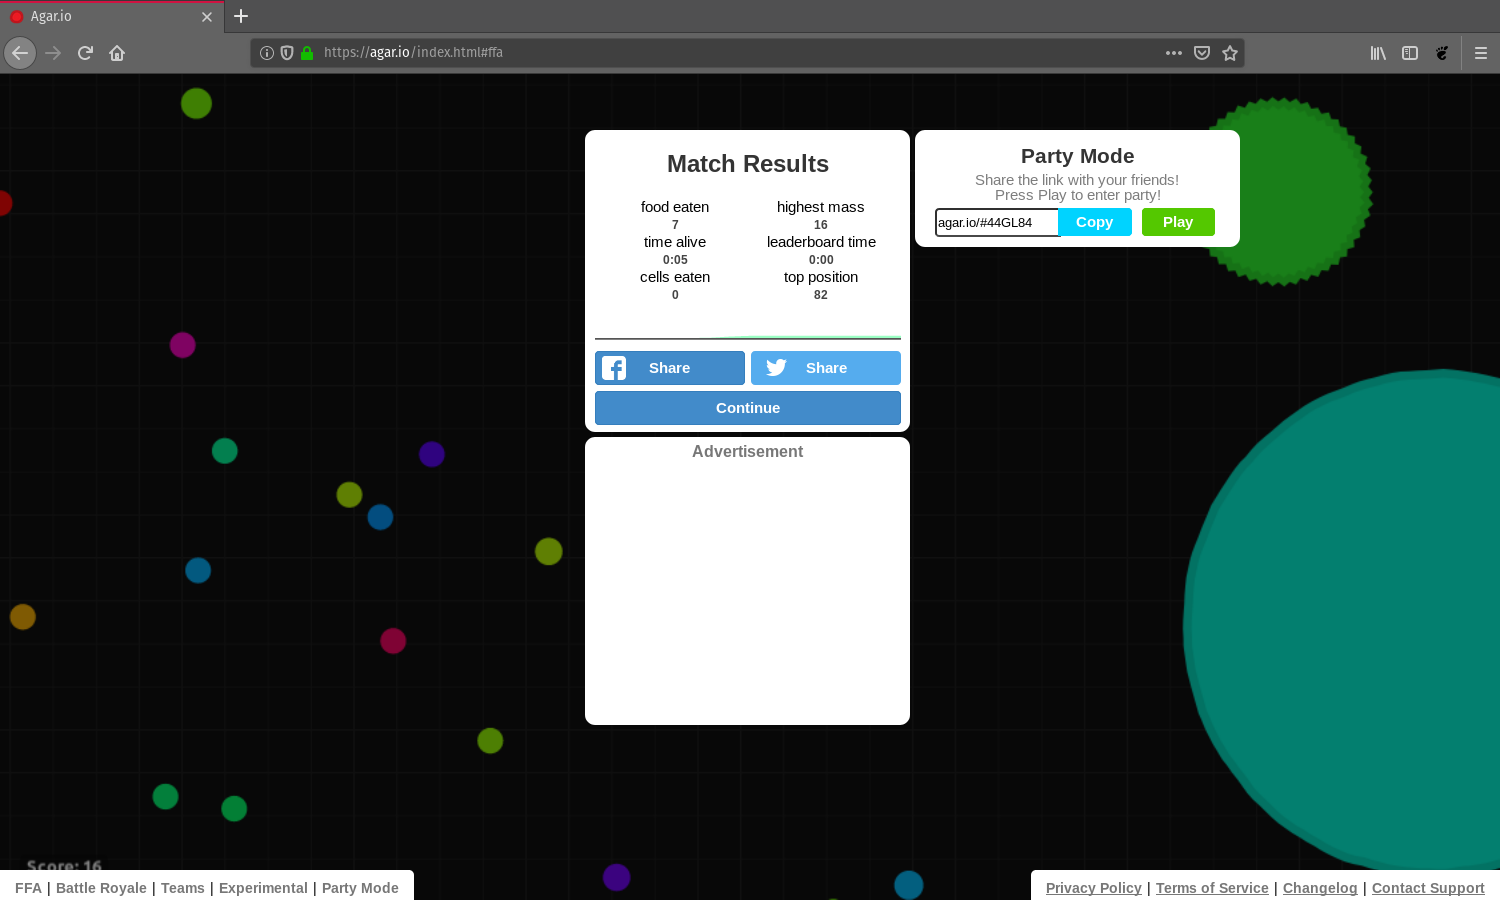 Agar.io
https://agar.io/index.html#ffa
Match Results
food eaten
7
highest mass
16
time alive
0:05
leaderboard time
0:00
cells eaten
0
top position
82
Share
Share
Continue
Advertisement
Party Mode
Share the link with your friends!
Press Play to enter party!
agar.io/#44GL84
Copy
Play
Score: 16
FFA | Battle Royale | Teams | Experimental | Party Mode
Privacy Policy | Terms of Service | Changelog | Contact Support